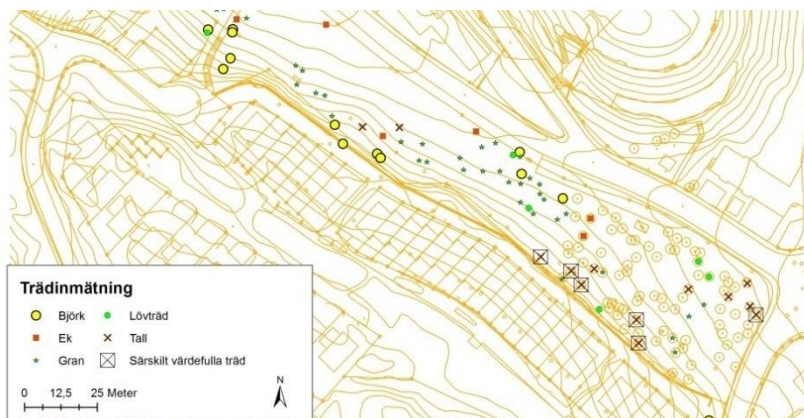 Trädinmätning
Björk Lövträd
Ek Tall
Gran Särskilt värdefulla träd
0 12,5 25 Meter
N